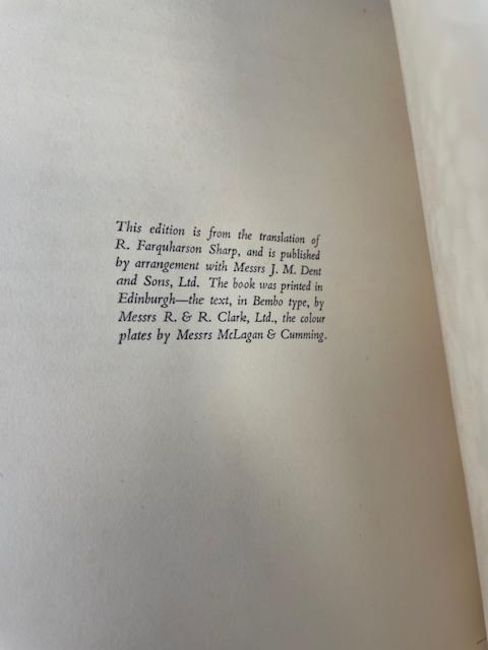 This edition is from the translation of
R. Farquharson Sharp, and is published
by arrangement with Messrs J. M. Dent
and Sons, Ltd. The book was printed in
Edinburgh—the text, in Bembo type, by
Messrs R. & R. Clark, Ltd., the colour
plates by Messrs McLagan & Cumming.